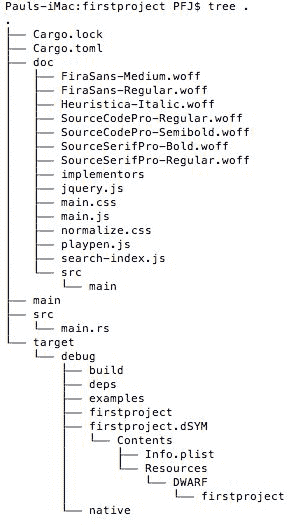 Pauls-iMac:firstproject PFJ$ tree .
.
├── Cargo.lock
├── Cargo.toml
├── doc
│   ├── FiraSans-Medium.woff
│   ├── FiraSans-Regular.woff
│   ├── Heuristica-Italic.woff
│   ├── SourceCodePro-Regular.woff
│   ├── SourceCodePro-Semibold.woff
│   ├── SourceSerifPro-Bold.woff
│   ├── SourceSerifPro-Regular.woff
│   ├── implementors
│   ├── jquery.js
│   ├── main.css
│   ├── main.js
│   ├── normalize.css
│   ├── playpen.js
│   ├── search-index.js
│   └── src
│       └── main
├── main
├── src
│   └── main.rs
└── target
    └── debug
        ├── build
        ├── deps
        ├── examples
        ├── firstproject
        ├── firstproject.dSYM
        │   └── Contents
        │       ├── Info.plist
        │       └── Resources
        │           └── DWARF
        │               └── firstproject
        └── native